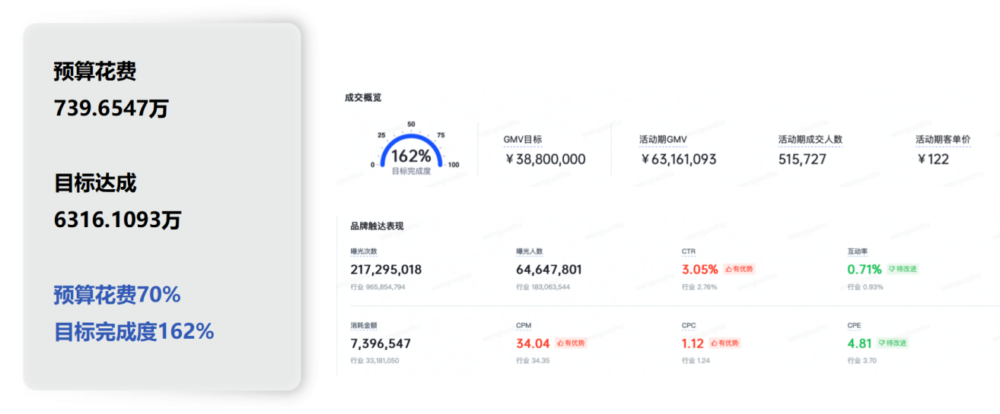 预算花费
739.6547万
目标达成
6316.1093万
预算花费70%
目标完成度162%
成交概览
0
25
50
75
100
162%
目标完成度
GMV目标
￥38,800,000
活动期GMV
￥63,161,093
活动期成交人数
515,727
活动期客单价
￥122
品牌触达表现
曝光次数
217,295,018
行业 965,854,794
曝光人数
64,647,801
行业 183,063,544
CTR
3.05% 有优势
行业 2.76%
互动率
0.71% 待改进
行业 0.93%
消耗金额
7,396,547
行业 33,181,050
CPM
34.04 有优势
行业 34.35
CPC
1.12 有优势
行业 1.24
CPE
4.81 待改进
行业 3.70